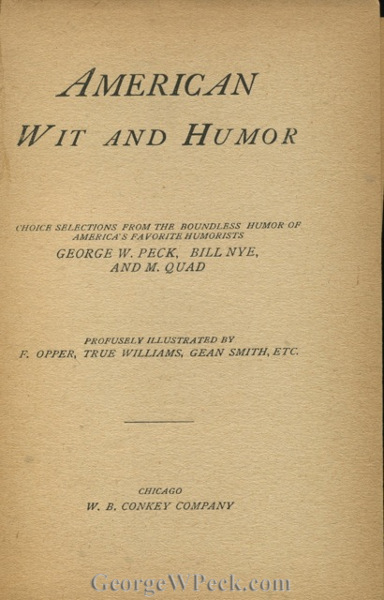 AMERICAN
WIT AND HUMOR
CHOICE SELECTIONS FROM THE BOUNDLESS HUMOR OF
AMERICA'S FAVORITE HUMORISTS
GEORGE W. PECK, BILL NYE,
AND M. QUAD
PROFUSELY ILLUSTRATED BY
F. OPPER, TRUE WILLIAMS, GEAN SMITH, ETC.
CHICAGO
W. B. CONKEY COMPANY
GeorgeWPeck.com